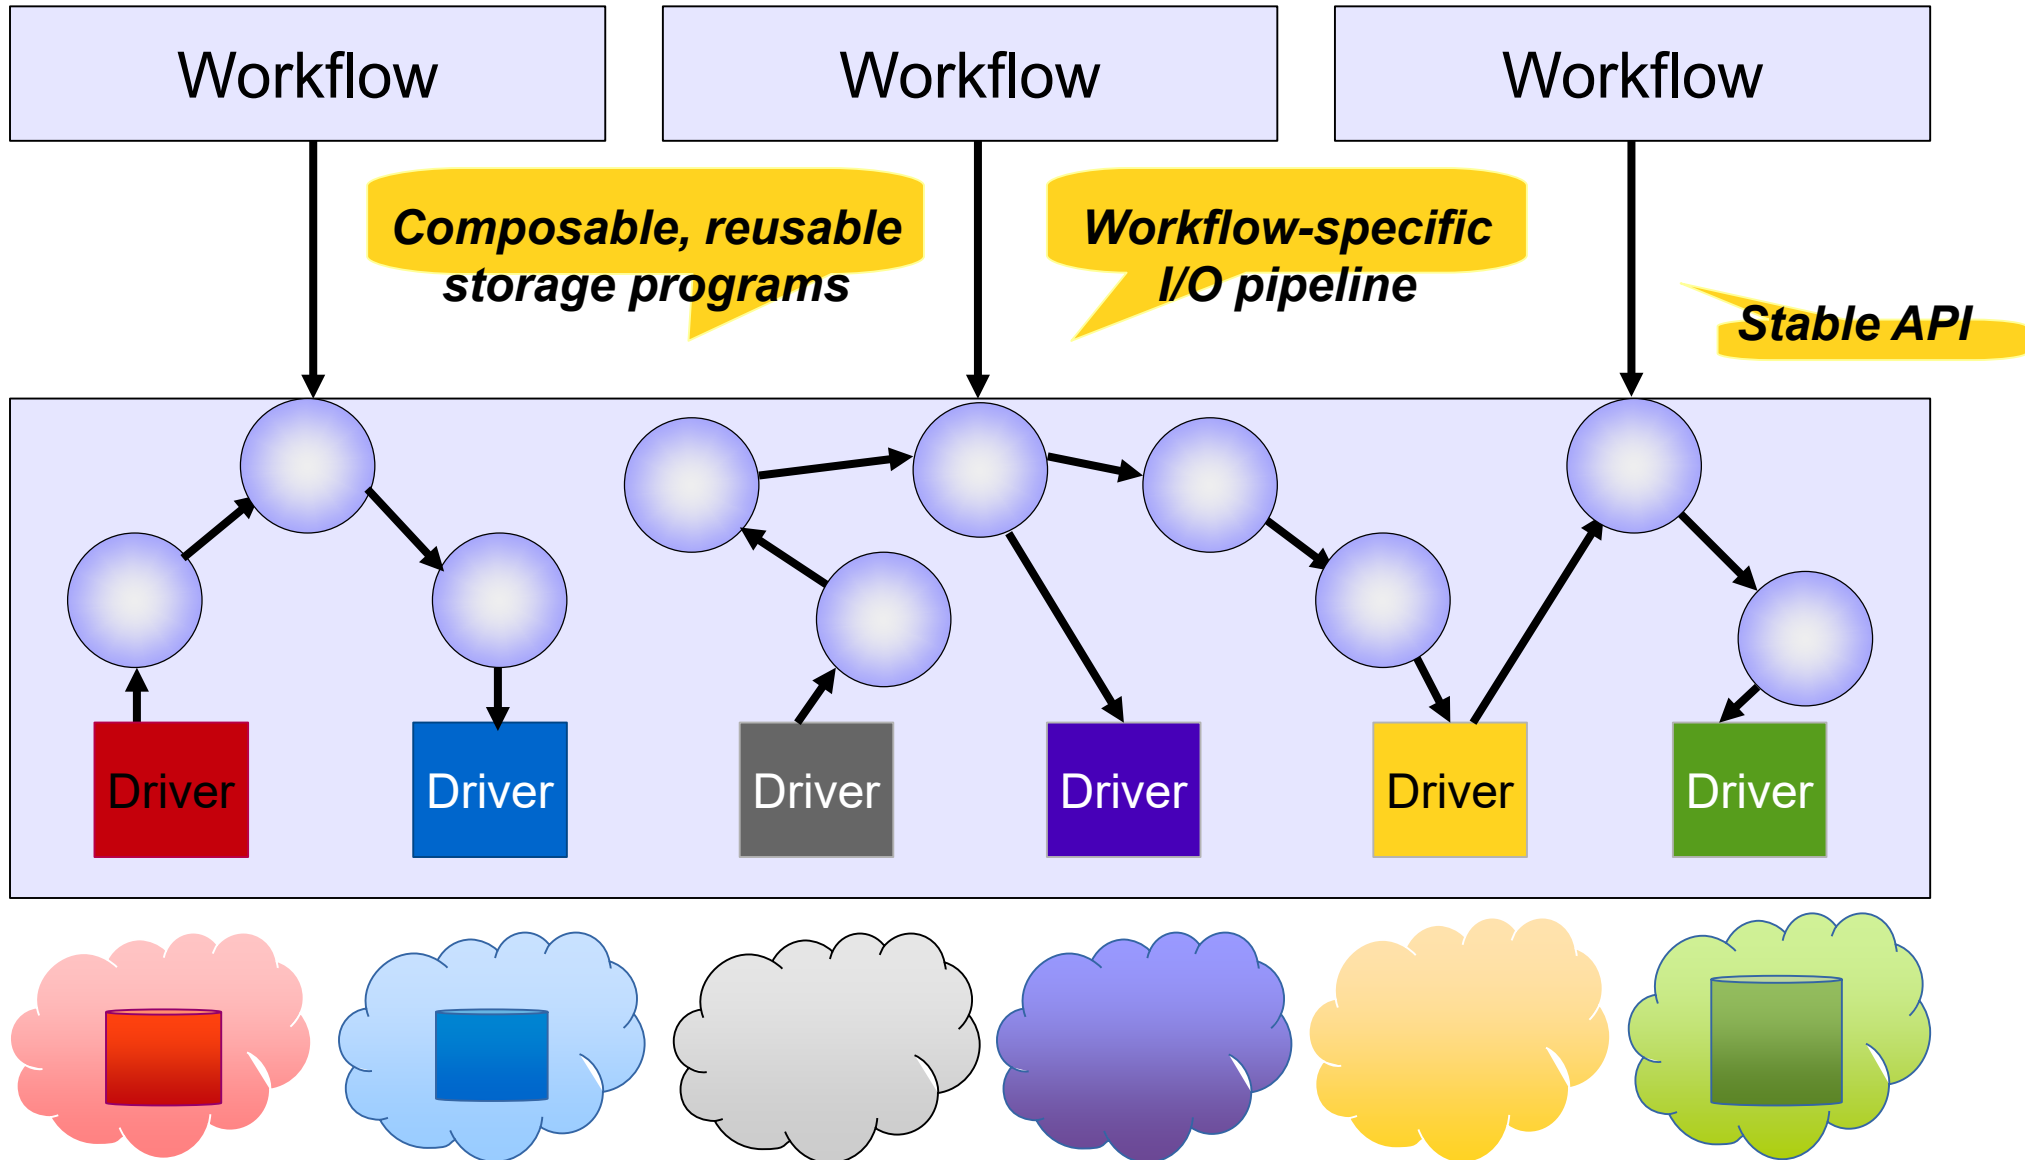 Workflow
Workflow
Workflow
Composable, reusable
storage programs
Workflow-specific
I/O pipeline
Stable API
Driver
Driver
Driver
Driver
Driver
Driver